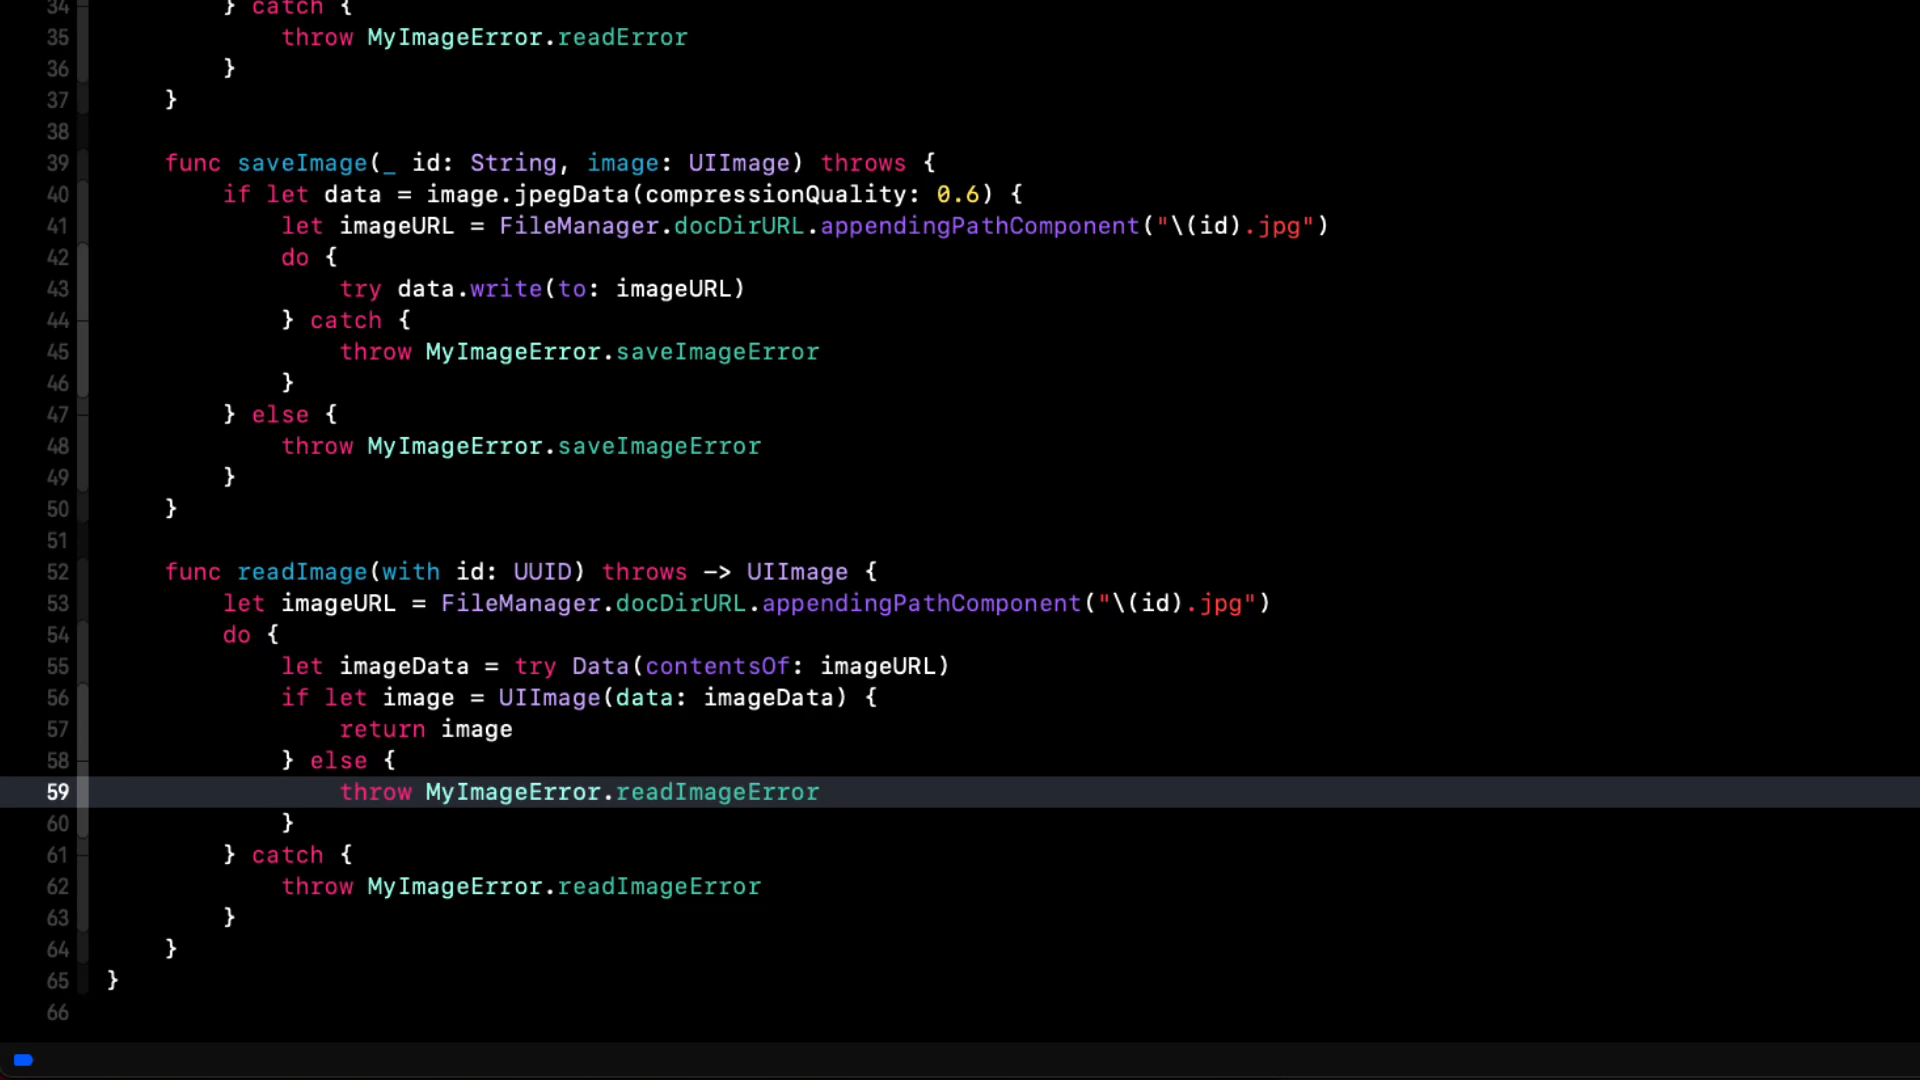 34 } catch {
35 throw MyImageError.readError
36 }
37 }
38
39 func saveImage(_ id: String, image: UIImage) throws {
40 if let data = image.jpegData(compressionQuality: 0.6) {
41 let imageURL = FileManager.docDirURL.appendingPathComponent("\(id).jpg")
42 do {
43 try data.write(to: imageURL)
44 } catch {
45 throw MyImageError.saveImageError
46 }
47 } else {
48 throw MyImageError.saveImageError
49 }
50 }
51
52 func readImage(with id: UUID) throws -> UIImage {
53 let imageURL = FileManager.docDirURL.appendingPathComponent("\(id).jpg")
54 do {
55 let imageData = try Data(contentsOf: imageURL)
56 if let image = UIImage(data: imageData) {
57 return image
58 } else {
59 throw MyImageError.readImageError
60 }
61 } catch {
62 throw MyImageError.readImageError
63 }
64 }
65 }
66